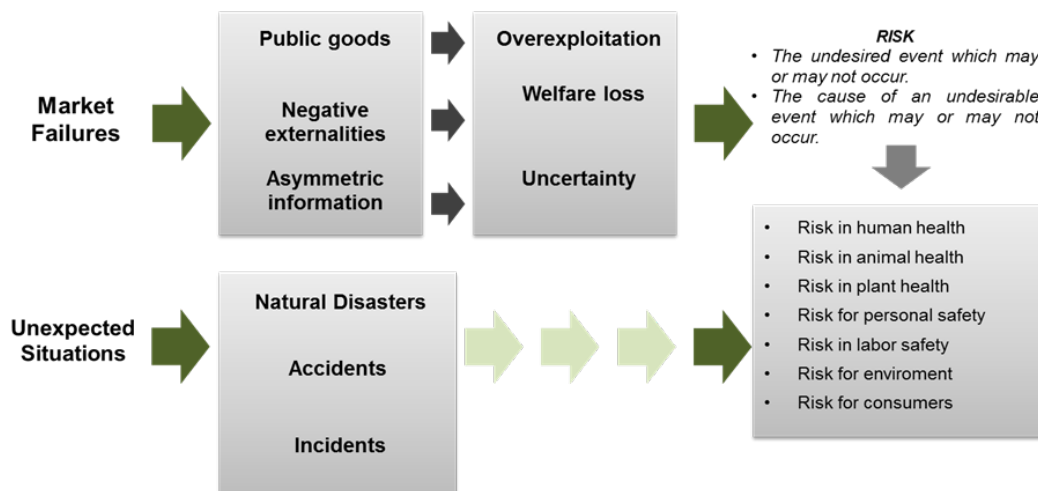 Market
Failures
Public goods
Negative
externalities
Asymmetric
information
Overexploitation
Welfare loss
Uncertainty
RISK
• The undesired event which may
or may not occur.
• The cause of an undesirable
event which may or may not
occur.
Unexpected
Situations
Natural Disasters
Accidents
Incidents
• Risk in human health
• Risk in animal health
• Risk in plant health
• Risk for personal safety
• Risk in labor safety
• Risk for enviroment
• Risk for consumers